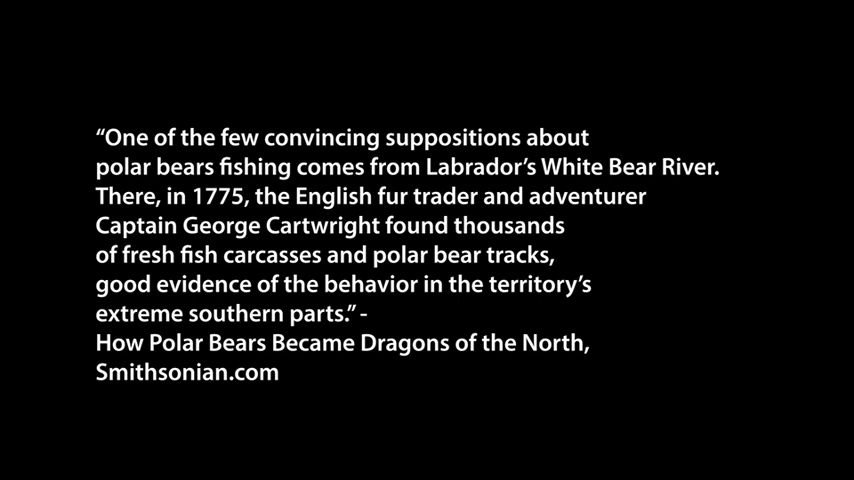 “One of the few convincing suppositions about
polar bears fishing comes from Labrador’s White Bear River.
There, in 1775, the English fur trader and adventurer
Captain George Cartwright found thousands
of fresh fish carcasses and polar bear tracks,
good evidence of the behavior in the territory’s
extreme southern parts.” -
How Polar Bears Became Dragons of the North,
Smithsonian.com